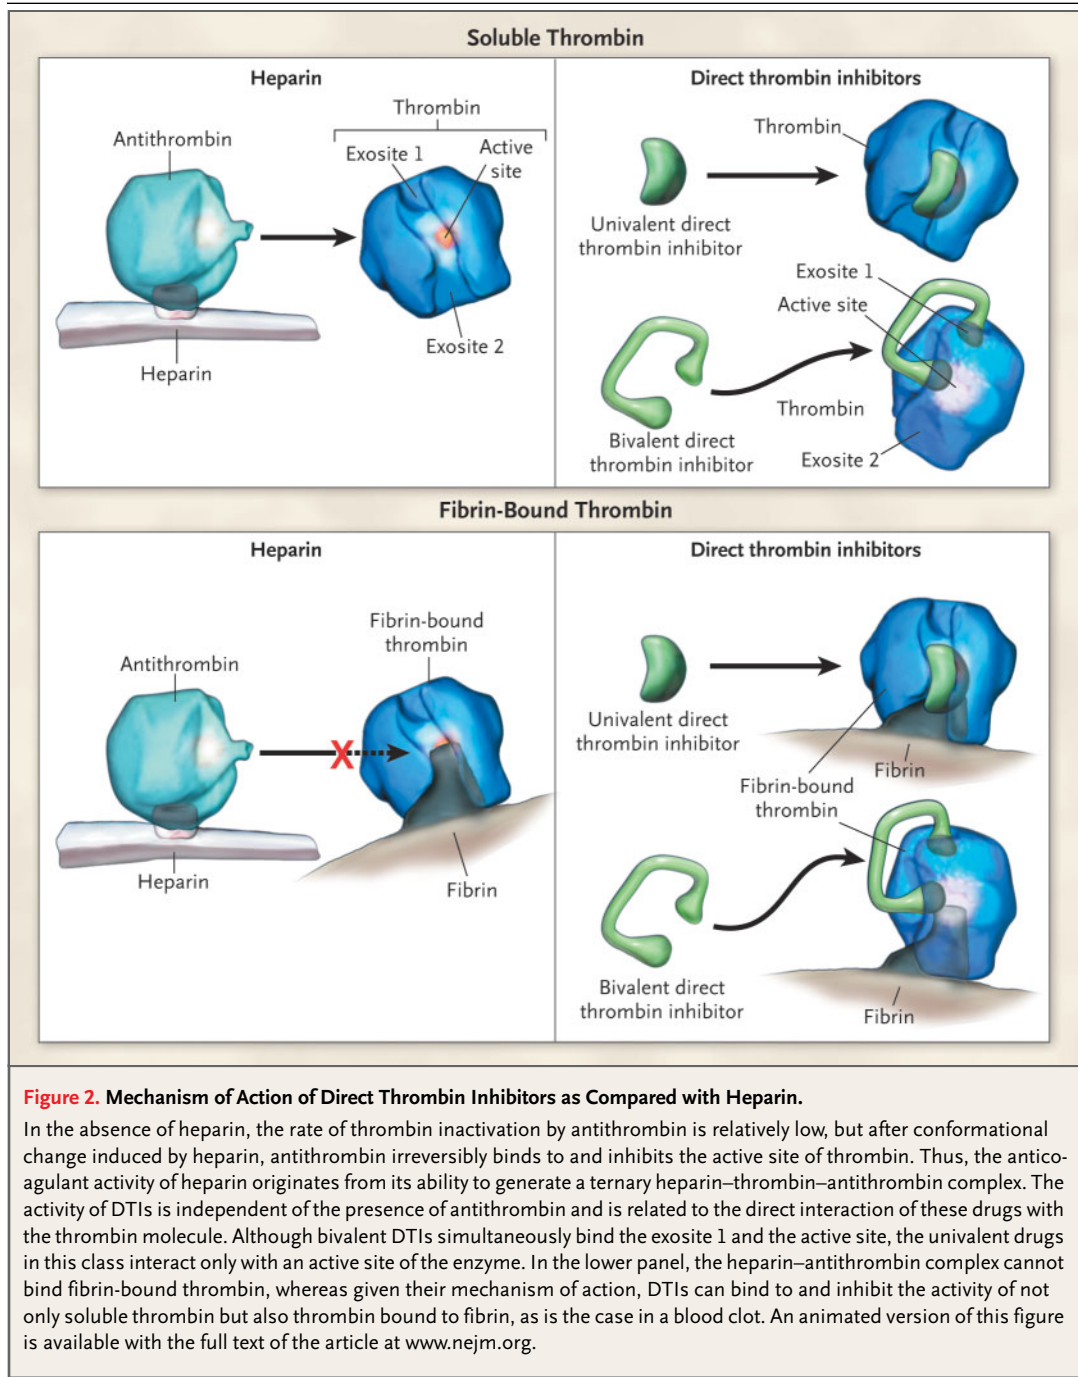 Soluble Thrombin
Heparin
Antithrombin
Thrombin
Exosite 1
Active
site
Exosite 2
Heparin
Direct thrombin inhibitors
Thrombin
Univalent direct
thrombin inhibitor
Exosite 1
Active site
Thrombin
Bivalent direct
thrombin inhibitor
Exosite 2
Fibrin-Bound Thrombin
Heparin
Fibrin-bound
thrombin
Antithrombin
X
Heparin
Fibrin
Direct thrombin inhibitors
Univalent direct
thrombin inhibitor
Fibrin
Fibrin-bound
thrombin
Bivalent direct
thrombin inhibitor
Fibrin
Figure 2. Mechanism of Action of Direct Thrombin Inhibitors as Compared with Heparin.
In the absence of heparin, the rate of thrombin inactivation by antithrombin is relatively low, but after conformational
change induced by heparin, antithrombin irreversibly binds to and inhibits the active site of thrombin. Thus, the antico-
agulant activity of heparin originates from its ability to generate a ternary heparin–thrombin–antithrombin complex. The
activity of DTIs is independent of the presence of antithrombin and is related to the direct interaction of these drugs with
the thrombin molecule. Although bivalent DTIs simultaneously bind the exosite 1 and the active site, the univalent drugs
in this class interact only with an active site of the enzyme. In the lower panel, the heparin–antithrombin complex cannot
bind fibrin-bound thrombin, whereas given their mechanism of action, DTIs can bind to and inhibit the activity of not
only soluble thrombin but also thrombin bound to fibrin, as is the case in a blood clot. An animated version of this figure
is available with the full text of the article at www.nejm.org.